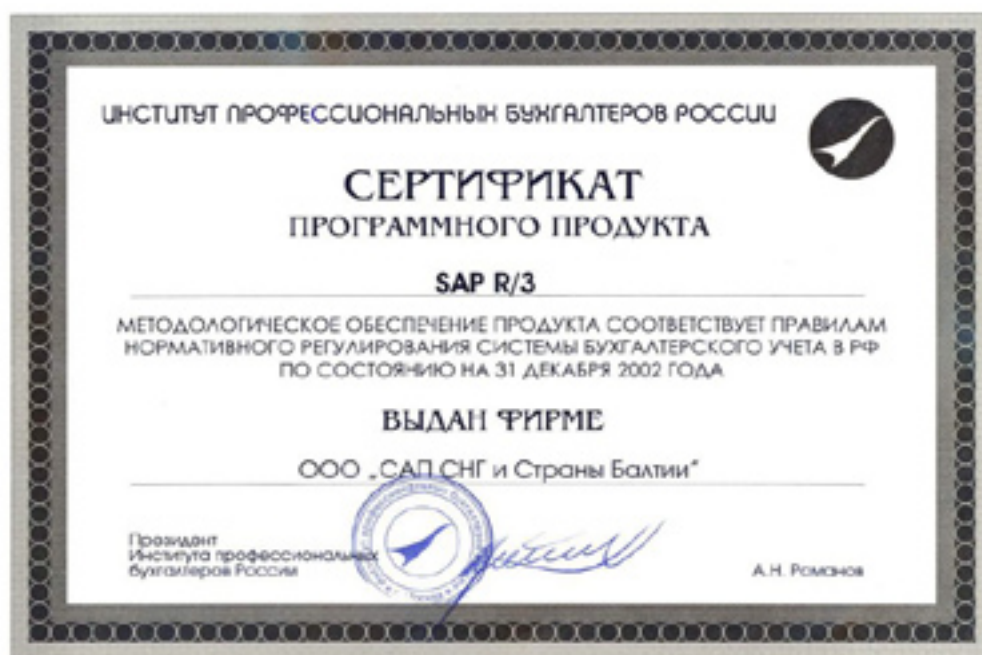 ИНСТИТУТ ПРОФЕССИОНАЛЬНЫХ БУХГАЛТЕРОВ РОССИИ
СЕРТИФИКАТ
ПРОГРАММНОГО ПРОДУКТА
SAP R/3
МЕТОДОЛОГИЧЕСКОЕ ОБЕСПЕЧЕНИЕ ПРОДУКТА СООТВЕТСТВУЕТ ПРАВИЛАМ
НОРМАТИВНОГО РЕГУЛИРОВАНИЯ СИСТЕМЫ БУХГАЛТЕРСКОГО УЧЕТА В РФ
ПО СОСТОЯНИЮ НА 31 ДЕКАБРЯ 2002 ГОДА
ВЫДАН ФИРМЕ
ООО „САП СНГ и Страны Балтии“
Президент
Института профессиональных
бухгалтеров России
А.Н. Романов